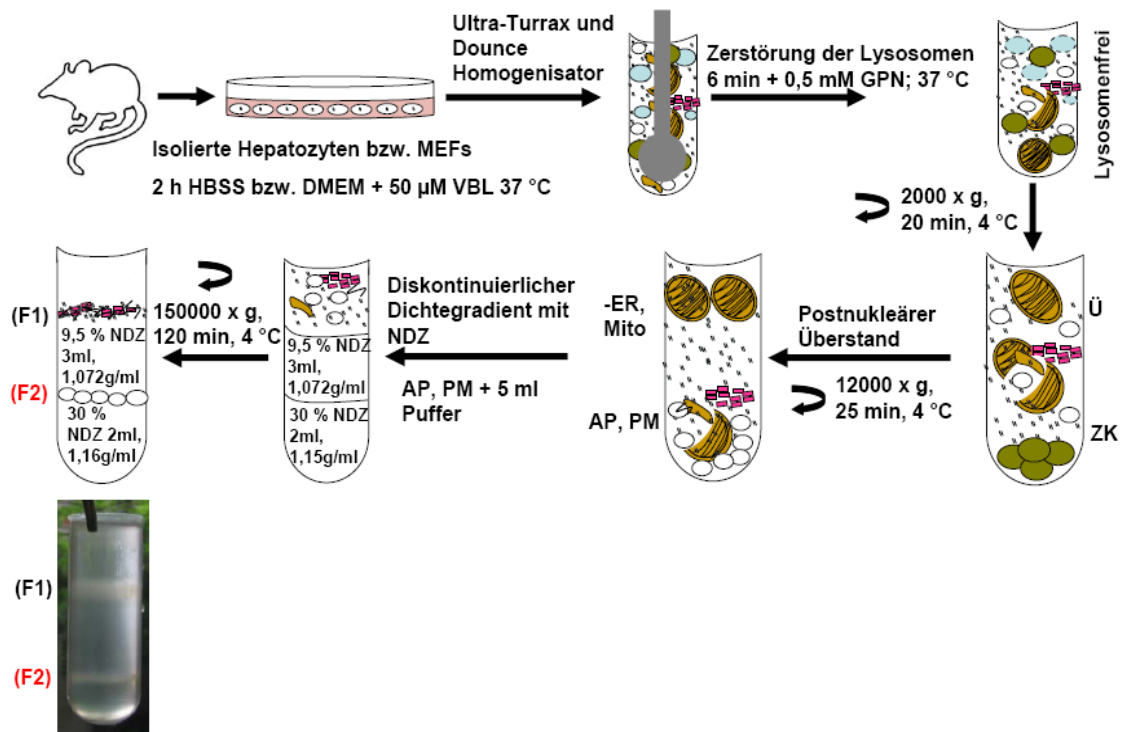 Ultra-Turrax und
Dounce
Homogenisator
Zerstörung der Lysosomen
6 min + 0,5 mM GPN; 37 °C
Lysosomenfrei
Isolierte Hepatozyten bzw. MEFs
2 h HBSS bzw. DMEM + 50 µM VBL 37 °C
2000 x g,
20 min, 4 °C
Ü
ZK
Postnukleärer
Überstand
12000 x g,
25 min, 4 °C
-ER,
Mito
AP, PM
Diskontinuierlicher
Dichtegradient mit
NDZ
AP, PM + 5 ml
Puffer
9,5 % NDZ
3ml,
1,072g/ml
30 % NDZ
2ml,
1,15g/ml
150000 x g,
120 min, 4 °C
(F1)
9,5 % NDZ
3ml,
1,072g/ml
(F2)
30 %
NDZ 2ml,
1,16g/ml
(F1)
(F2)